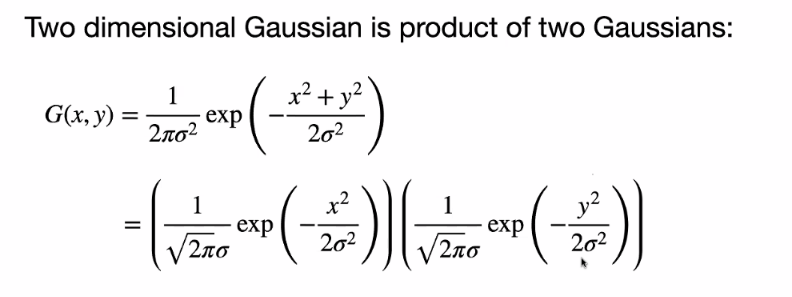 Two dimensional Gaussian is product of two Gaussians:
G(x, y) = \frac{1}{2\pi\sigma^2} \exp\left(-\frac{x^2 + y^2}{2\sigma^2}\right)
= \left(\frac{1}{\sqrt{2\pi}\sigma} \exp\left(-\frac{x^2}{2\sigma^2}\right)\right)\left(\frac{1}{\sqrt{2\pi}\sigma} \exp\left(-\frac{y^2}{2\sigma^2}\right)\right)